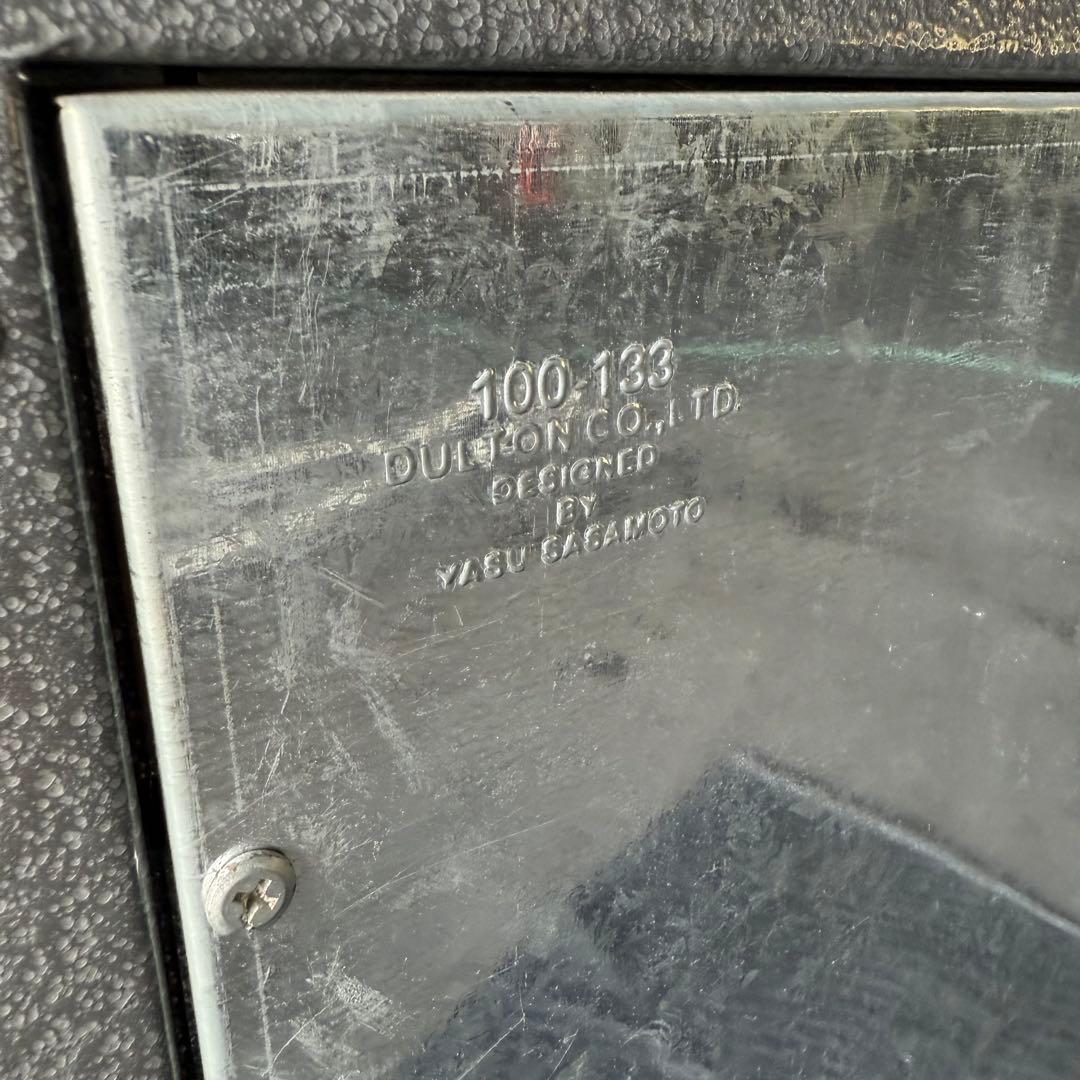 100-133
DULTON CO.,LTD.
DESIGNED
BY
YASU SASAMOTO